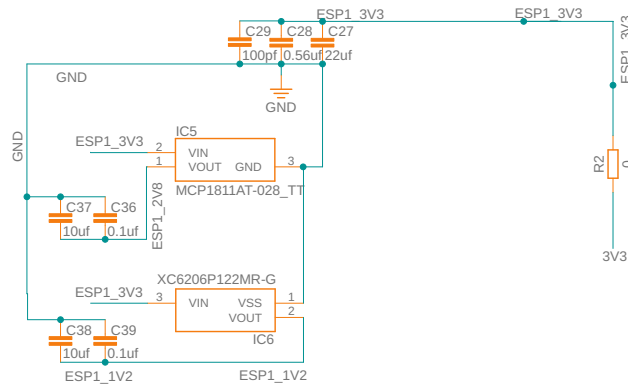 ESP1_3V3
ESP1_3V3
ESP1_3V3
C29
C28
C27
100pf
0.56uf
22uf
GND
GND
GND
ESP1_3V3
IC5
2
VIN
1
VOUT
GND
3
MCP1811AT-028_TT
R2
0
C37
C36
10uf
0.1uf
ESP1_2V8
3V3
XC6206P122MR-G
ESP1_3V3
3
VIN
VSS
1
VOUT
2
IC6
C38
C39
10uf
0.1uf
ESP1_1V2
ESP1_1V2